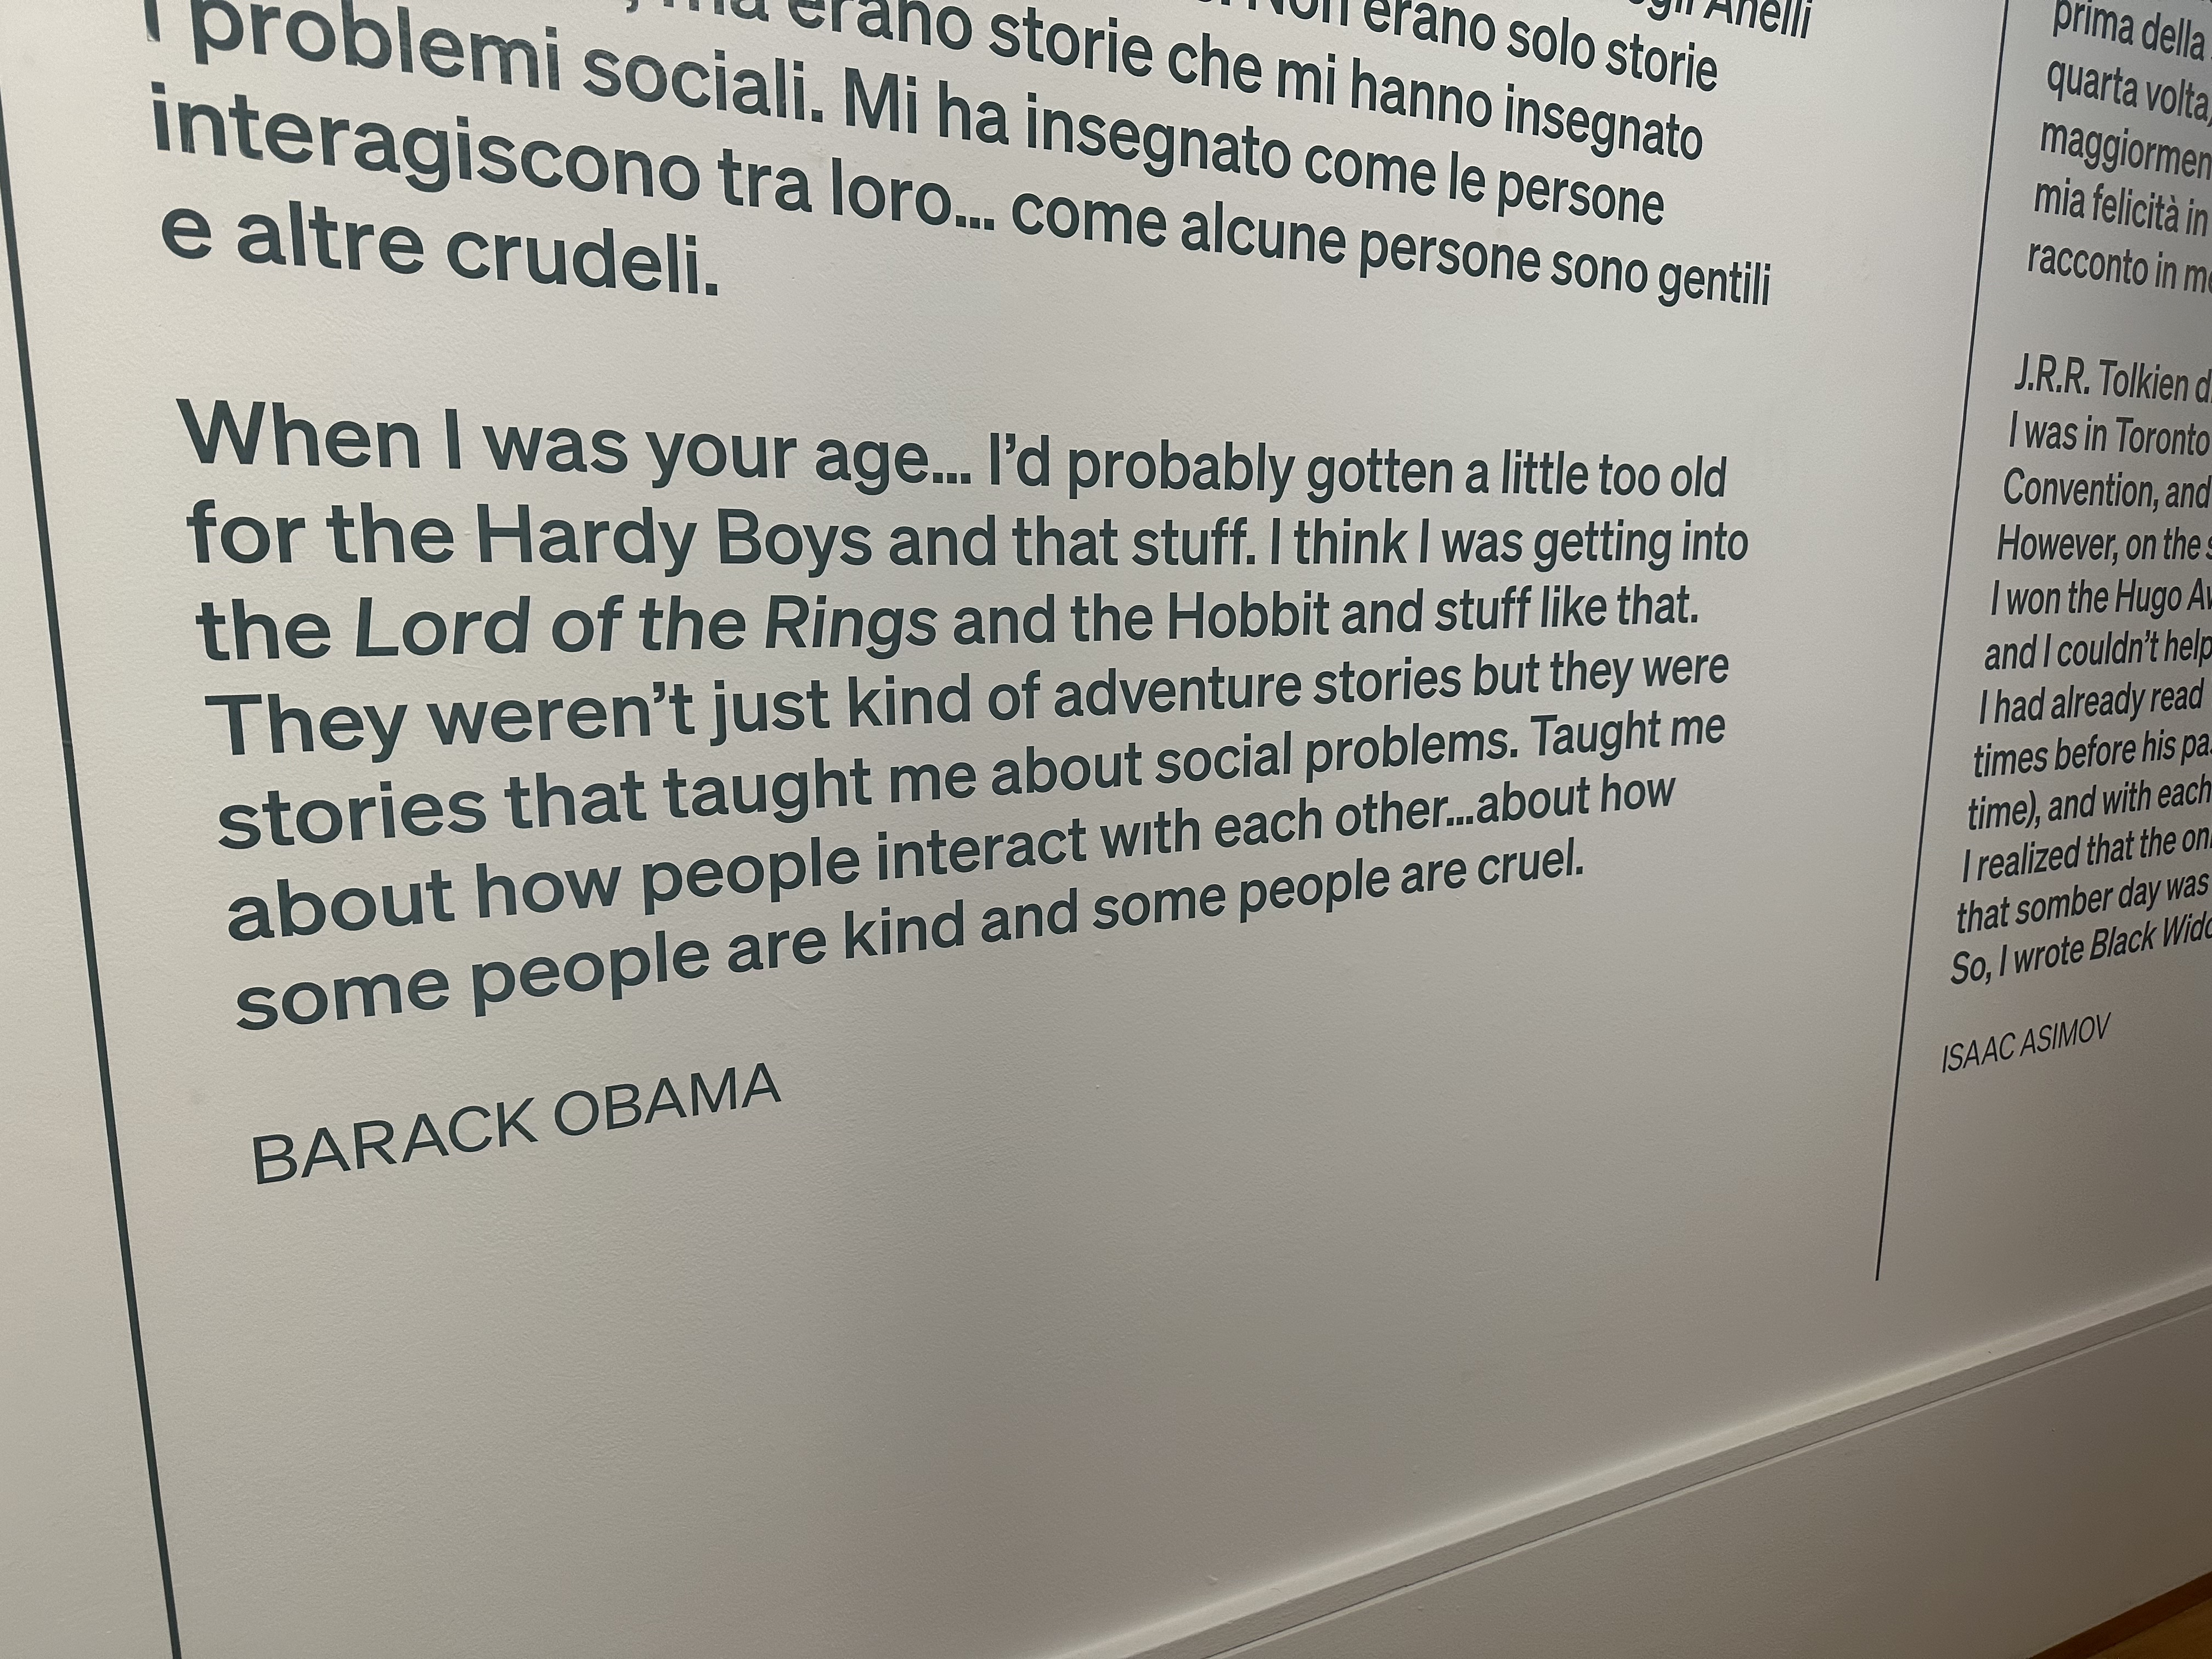 Anelli
erano solo storie
erano storie che mi hanno insegnato
i problemi sociali. Mi ha insegnato come le persone
interagiscono tra loro... come alcune persone sono gentili
e altre crudeli.
When I was your age... I'd probably gotten a little too old
for the Hardy Boys and that stuff. I think I was getting into
the Lord of the Rings and the Hobbit and stuff like that.
They weren't just kind of adventure stories but they were
stories that taught me about social problems. Taught me
about how people interact with each other...about how
some people are kind and some people are cruel.
BARACK OBAMA
prima della
quarta volta,
mia felicità in
racconto in
J.R.R. Tolkien
I was in Toronto
Convention, and
However, on the
I won the Hugo
and I couldn't help
I had already read
times before his
time), and with each
I realized that the
that somber day was
So, I wrote Black
ISAAC ASIMOV